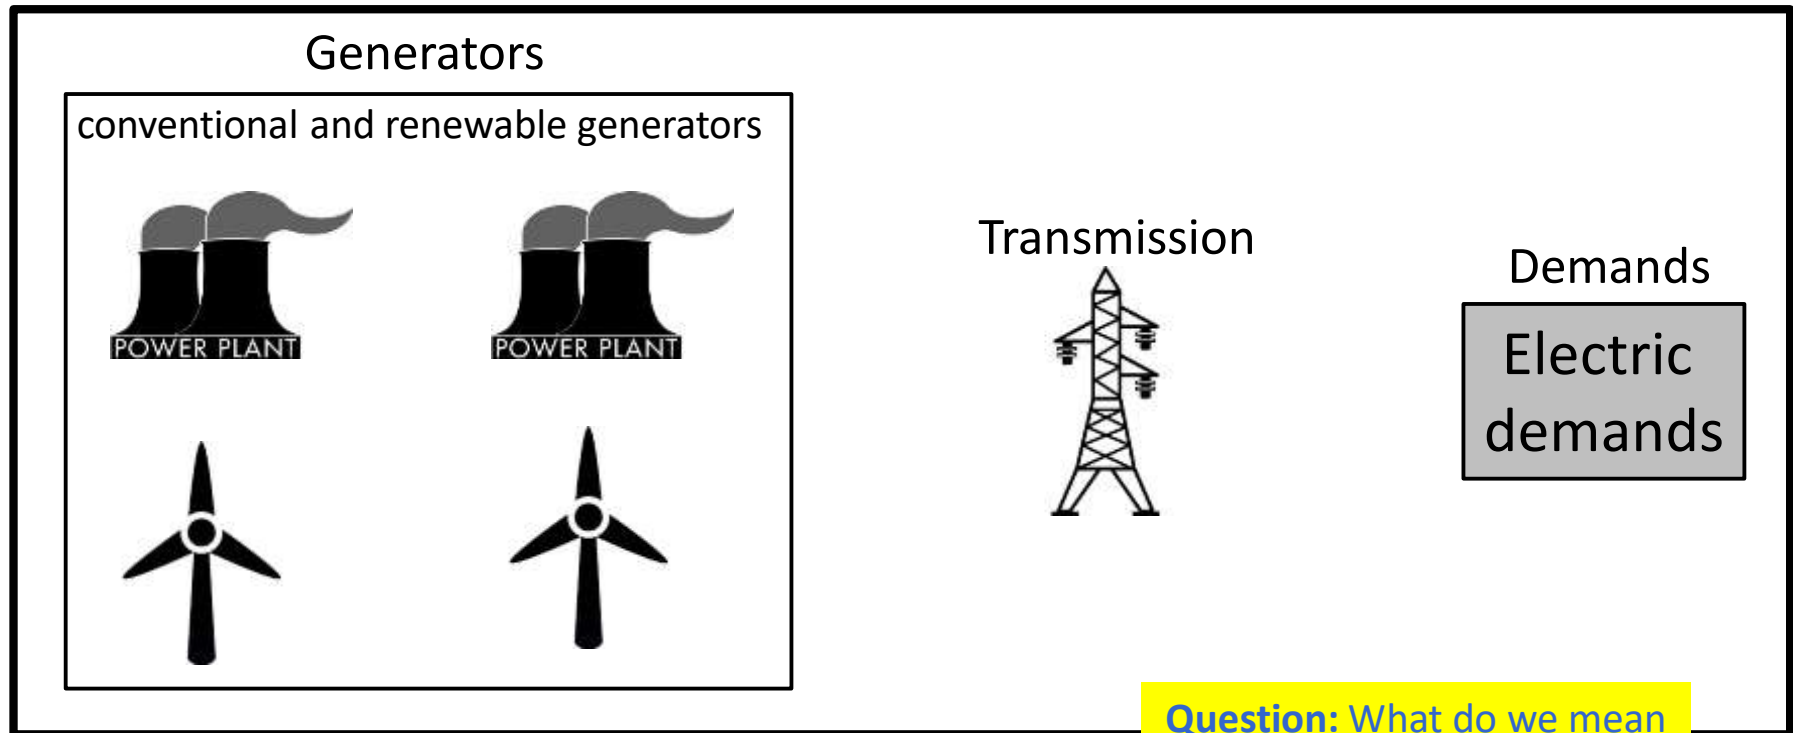 Generators
conventional and renewable generators
POWER PLANT
POWER PLANT
Transmission
Demands
Electric
demands
Question: What do we mean